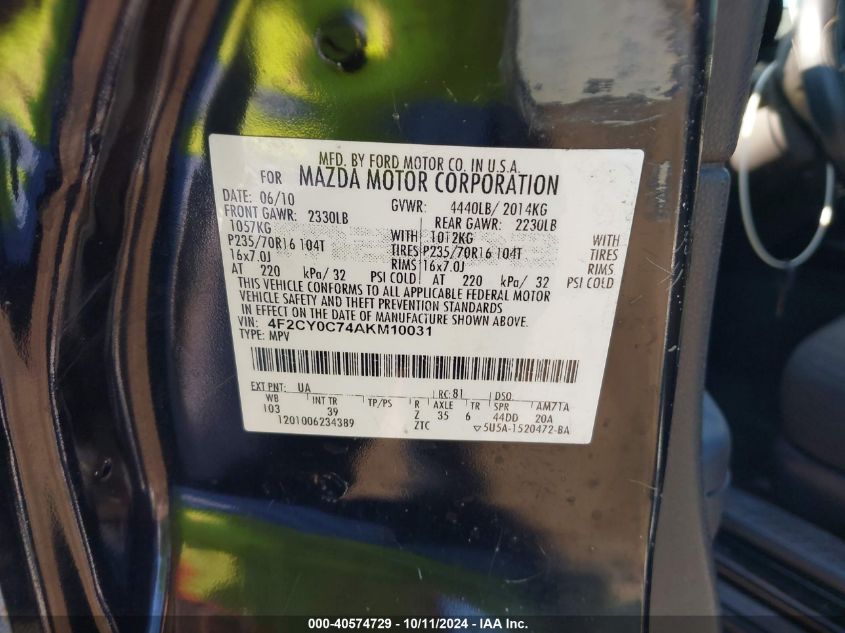 MFD. BY FORD MOTOR CO. IN U.S.A.
FOR MAZDA MOTOR CORPORATION
DATE: 06/10 GVWR: 4440LB/ 2014KG
FRONT GAWR: 2330LB REAR GAWR: 2230LB
1057KG WITH 1012KG WITH
P235/70R16 104T TIRES P235/70R16 104T TIRES
16x7.0J RIMS 16x7.0J RIMS
AT 220 kPa/ 32 PSI COLD AT 220 kPa/ 32 PSI COLD
THIS VEHICLE CONFORMS TO ALL APPLICABLE FEDERAL MOTOR
VEHICLE SAFETY AND THEFT PREVENTION STANDARDS
IN EFFECT ON THE DATE OF MANUFACTURE SHOWN ABOVE.
VIN: 4F2CY0C74AKM10031
TYPE: MPV
EXT PNT: UA RC: 81 DSO:
WB INT TR TP/PS R AXLE TR SPR AM7TA
103 39 Z 35 6 44DD 20A
1201006234389 ZTC 5U5A-1520472-BA
000-40574729 - 10/11/2024 - IAA Inc.